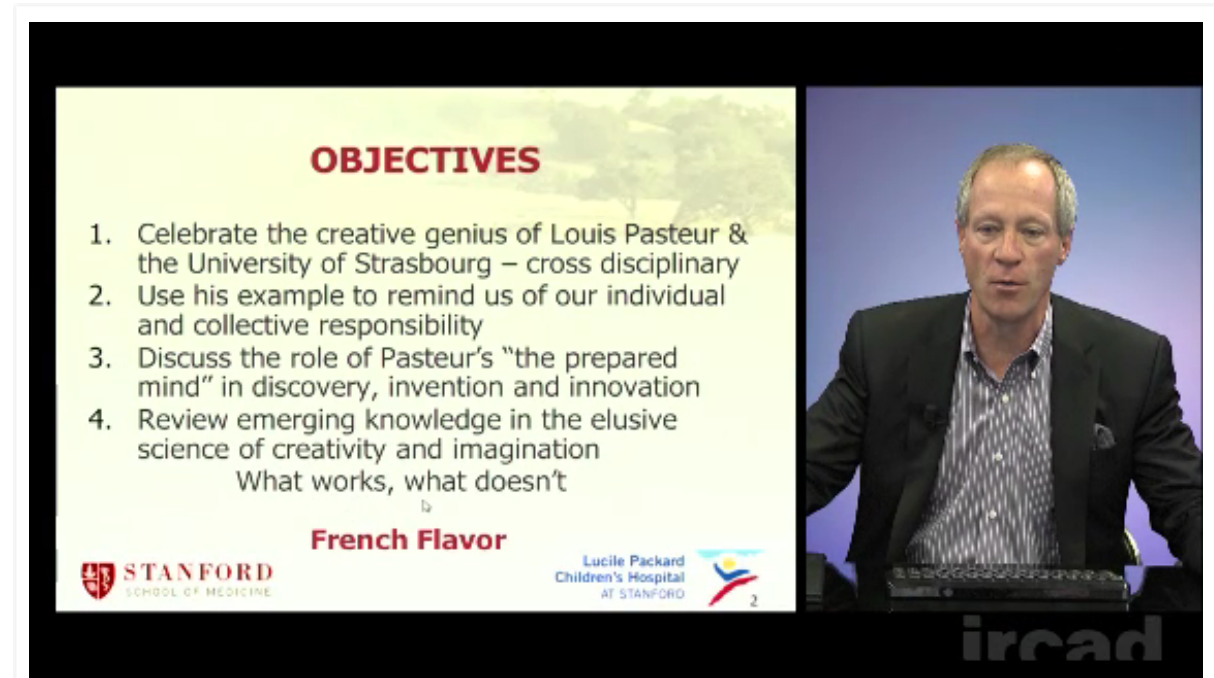 OBJECTIVES
1. Celebrate the creative genius of Louis Pasteur &
the University of Strasbourg – cross disciplinary
2. Use his example to remind us of our individual
and collective responsibility
3. Discuss the role of Pasteur's "the prepared
mind" in discovery, invention and innovation
4. Review emerging knowledge in the elusive
science of creativity and imagination
What works, what doesn't
French Flavor
STANFORD
SCHOOL OF MEDICINE
Lucile Packard
Children's Hospital
AT STANFORD
2
ircad